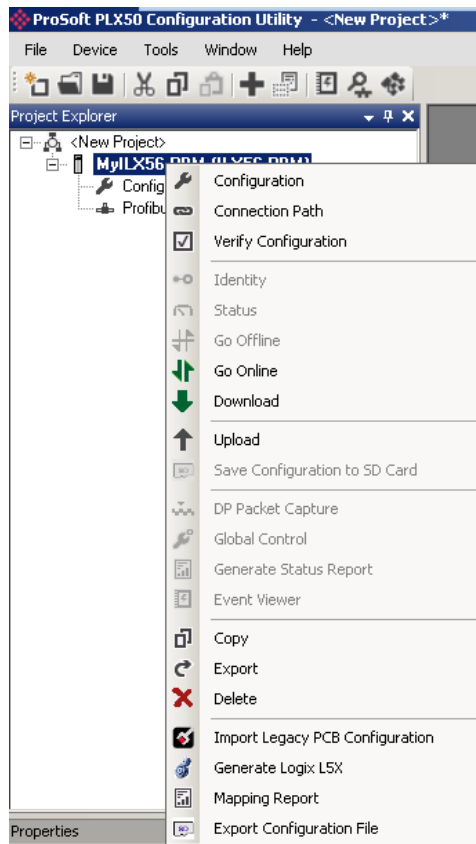 ProSoft PLX50 Configuration Utility - <New Project>*
File Device Tools Window Help
Project Explorer
<New Project>
MyILX56
Config
Profibu
Configuration
Connection Path
Verify Configuration
Identity
Status
Go Offline
Go Online
Download
Upload
Save Configuration to SD Card
DP Packet Capture
Global Control
Generate Status Report
Event Viewer
Copy
Export
Delete
Import Legacy PCB Configuration
Generate Logix L5X
Mapping Report
Export Configuration File
Properties